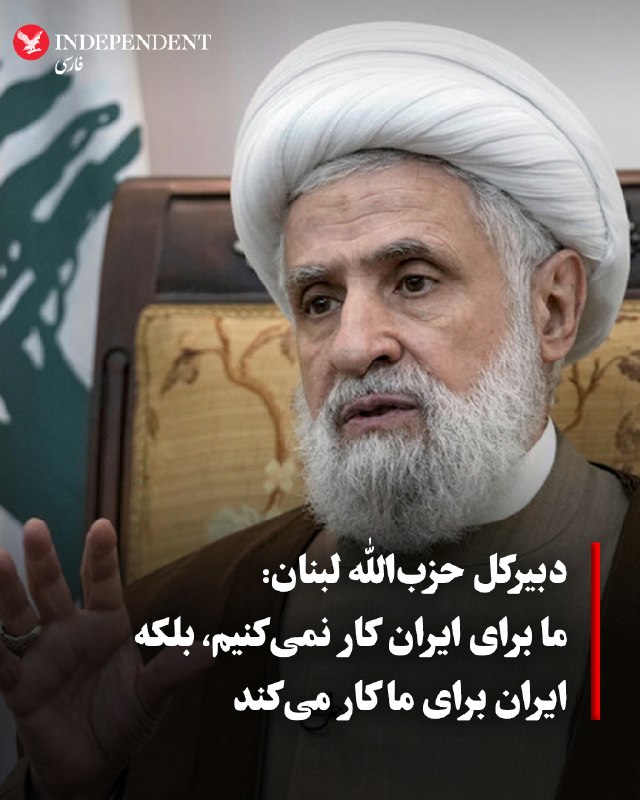 INDEPENDENT
فارسی
دبیرکل حزب‌الله لبنان:
ما برای ایران کار نمی‌کنیم، بلکه
ایران برای ما کار می‌کند